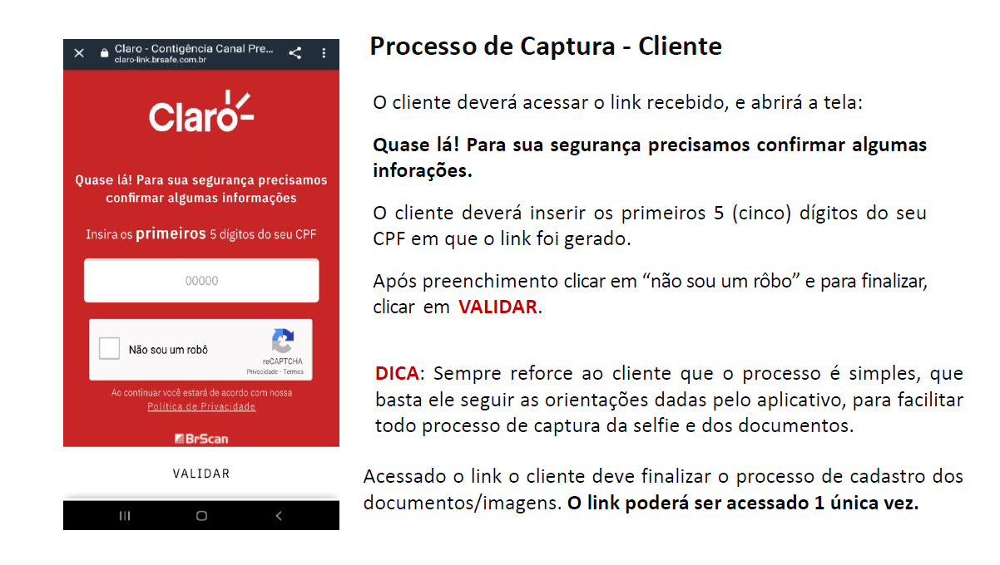 Claro - Contigência Canal Pre...
claro-link.brsafe.com.br
Claro
Quase lá! Para sua segurança precisamos
confirmar algumas informações
Insira os primeiros 5 dígitos do seu CPF
00000
Não sou um robô
reCAPTCHA
Privacidade - Termos
Ao continuar você estará de acordo com nossa
Política de Privacidade
BrScan
VALIDAR
Processo de Captura - Cliente
O cliente deverá acessar o link recebido, e abrirá a tela:
Quase lá! Para sua segurança precisamos confirmar algumas
inforações.
O cliente deverá inserir os primeiros 5 (cinco) dígitos do seu
CPF em que o link foi gerado.
Após preenchimento clicar em “não sou um rôbo” e para finalizar,
clicar em VALIDAR.
DICA: Sempre reforce ao cliente que o processo é simples, que
basta ele seguir as orientações dadas pelo aplicativo, para facilitar
todo processo de captura da selfie e dos documentos.
Acessado o link o cliente deve finalizar o processo de cadastro dos
documentos/imagens. O link poderá ser acessado 1 única vez.